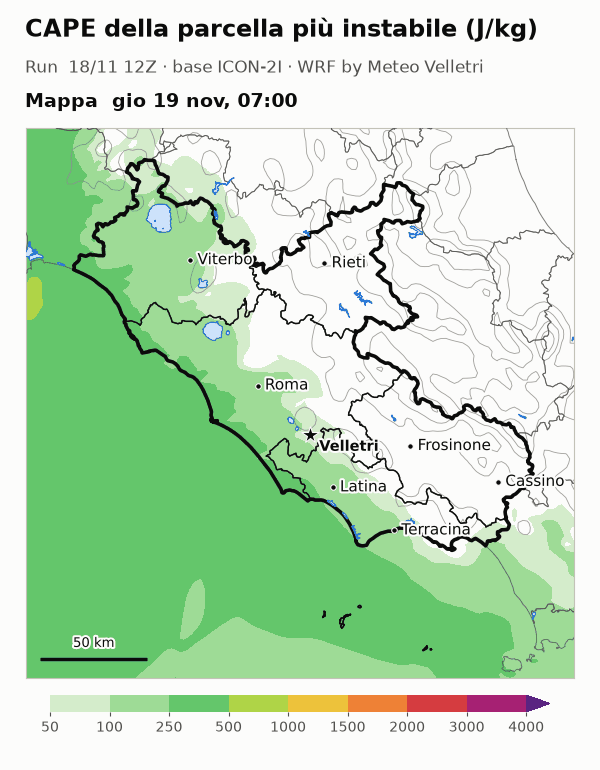 CAPE della parcella più instabile (J/kg)
Run  18/11 12Z · base ICON-2I · WRF by Meteo Velletri
Mappa  gio 19 nov, 07:00
Viterbo
Rieti
Roma
Velletri
Frosinone
Latina
Cassino
Terracina
50 km
50 100 250 500 1000 1500 2000 3000 4000